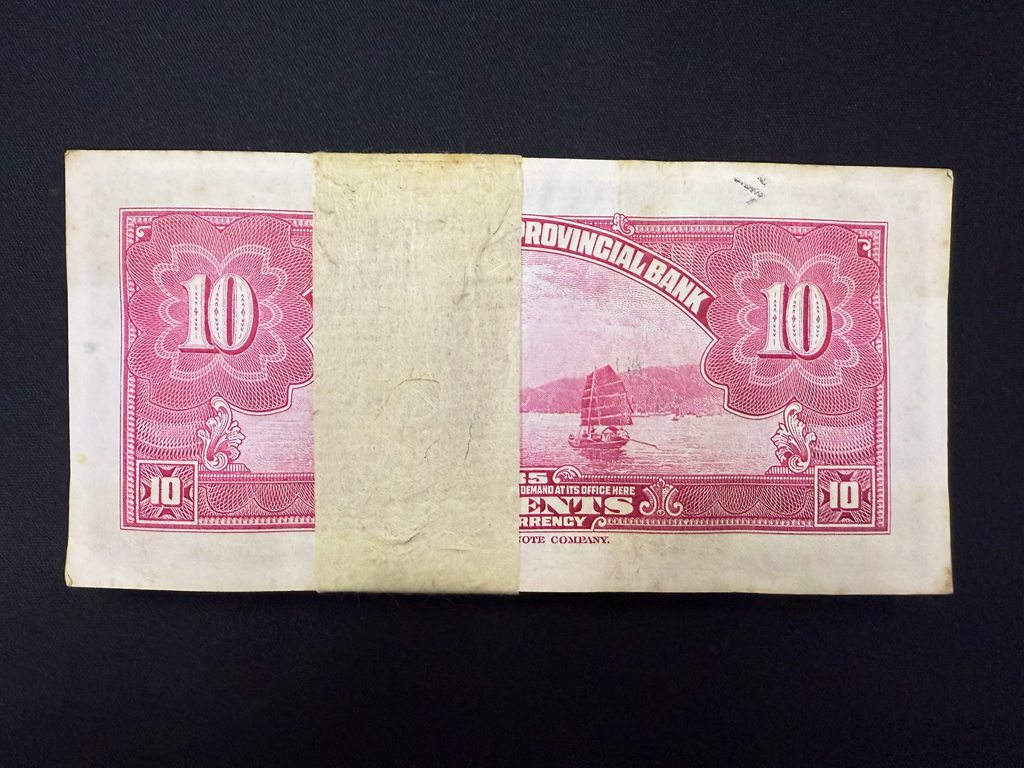 PROVINCIAL BANK
10
10
35
DEMAND AT ITS OFFICE HERE
10
10
ENTS
RRENCY
NOTE COMPANY.